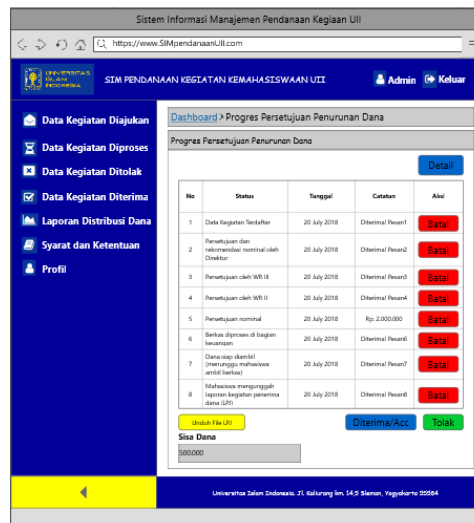 Sistem Informasi Manajemen Pendanaan Kegiaan UII
https://www.SIMpendanaanUII.com
UNIVERSITAS
ISLAM
INDONESIA
SIM PENDANAAN KEGIATAN KEMAHASISWAAN UII
Admin
Keluar
Data Kegiatan Diajukan
Data Kegiatan Diproses
Data Kegiatan Ditolak
Data Kegiatan Diterima
Laporan Distribusi Dana
Syarat dan Ketentuan
Profil
Dashboard > Progres Persetujuan Penurunan Dana
Progres Persetujuan Penurunan Dana
Detail
No Status Tanggal Catatan Aksi
1 Data Kegiatan Terdaftar 20 July 2018 Diterima! Pesan1 Batal
2 Persetujuan dan
rekomendasi nominal oleh
Direktur 20 July 2018 Diterima! Pesan2 Batal
3 Persetujuan oleh WR III 20 July 2018 Diterima! Pesan3 Batal
4 Persetujuan oleh WR II 20 July 2018 Diterima! Pesan4 Batal
5 Persetujuan nominal 20 July 2018 Rp. 2.000.000 Batal
6 Berkas diproses di bagian
keuangan 20 July 2018 Diterima! Pesan6 Batal
7 Dana siap diambil
(menunggu mahasiswa
ambil berkas) 20 July 2018 Diterima! Pesan7 Batal
8 Mahasiswa mengunggah
laporan kegiatan penerima
dana (LPJ) 20 July 2018 Diterima! Pesan8 Batal
Unduh File LPJ
Diterima/Acc
Tolak
Sisa Dana
500.000
Universitas Islam Indonesia. Jl. Kaliurang km. 14,5 Sleman, Yogyakarta 55584